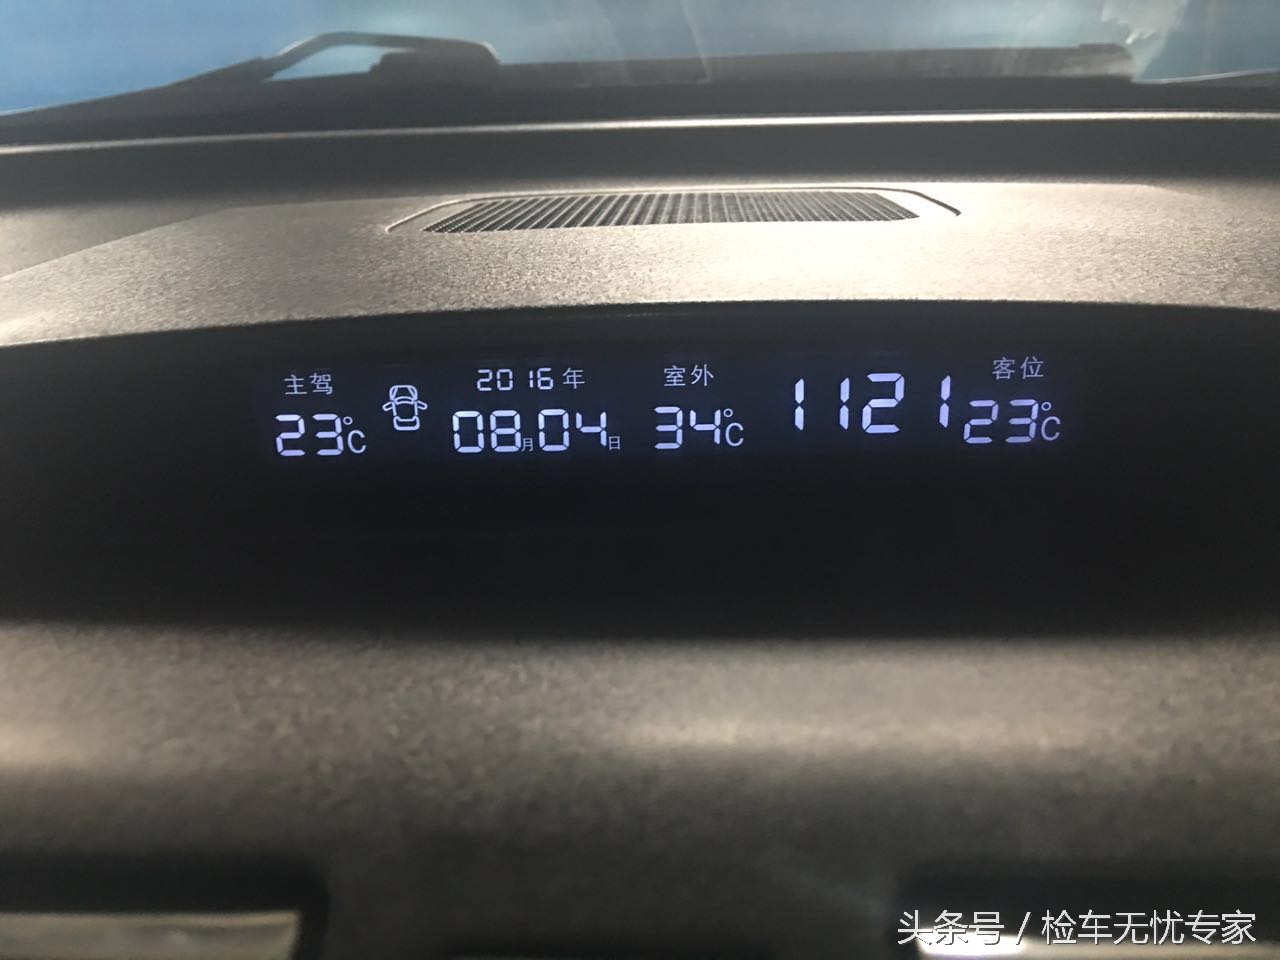 主驾 2016年 室外 客位
23℃ 08月04日 34℃ 1121 23℃
头条号 / 检车无忧专家